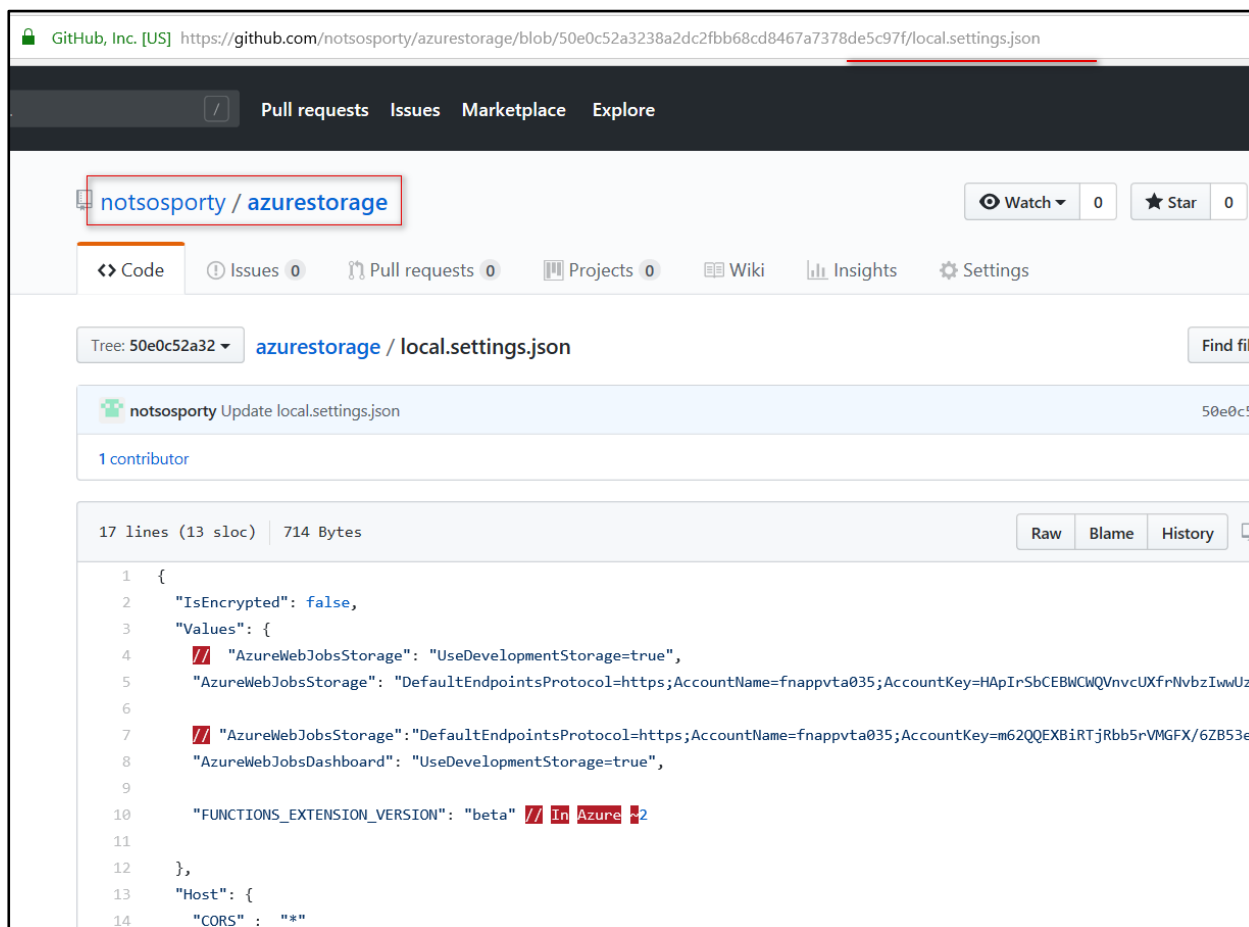 GitHub, Inc. [US] https://github.com/notsosporty/azurestorage/blob/50e0c52a3238a2dc2fbb68cd8467a7378de5c97f/local.settings.json
/ Pull requests Issues Marketplace Explore
notsosporty / azurestorage Watch 0 Star 0
Code Issues 0 Pull requests 0 Projects 0 Wiki Insights Settings
Tree: 50e0c52a32 azurestorage / local.settings.json Find fi
notsosporty Update local.settings.json 50e0c5
1 contributor
17 lines (13 sloc) 714 Bytes Raw Blame History
1 {
2 "IsEncrypted": false,
3 "Values": {
4 // "AzureWebJobsStorage": "UseDevelopmentStorage=true",
5 "AzureWebJobsStorage": "DefaultEndpointsProtocol=https;AccountName=fnappvta035;AccountKey=HApIrSbCEBWCWQVnvcUXfrNvbzIwwUz
6
7 // "AzureWebJobsStorage":"DefaultEndpointsProtocol=https;AccountName=fnappvta035;AccountKey=m62QQEXBiRTjRbb5rVMGFX/6ZB53e
8 "AzureWebJobsDashboard": "UseDevelopmentStorage=true",
9
10 "FUNCTIONS_EXTENSION_VERSION": "beta" // In Azure ~2
11
12 },
13 "Host": {
14 "CORS" : "*"